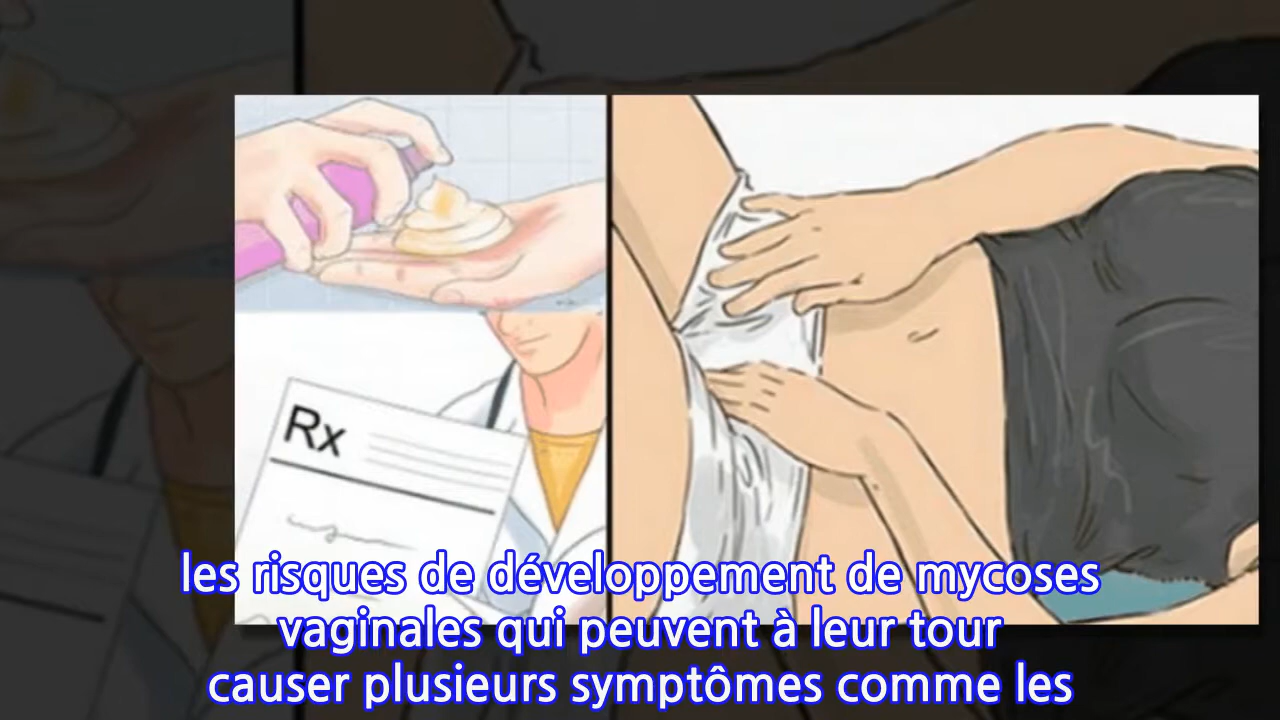 Rx
les risques de développement de mycoses
vaginales qui peuvent à leur tour
causer plusieurs symptômes comme les